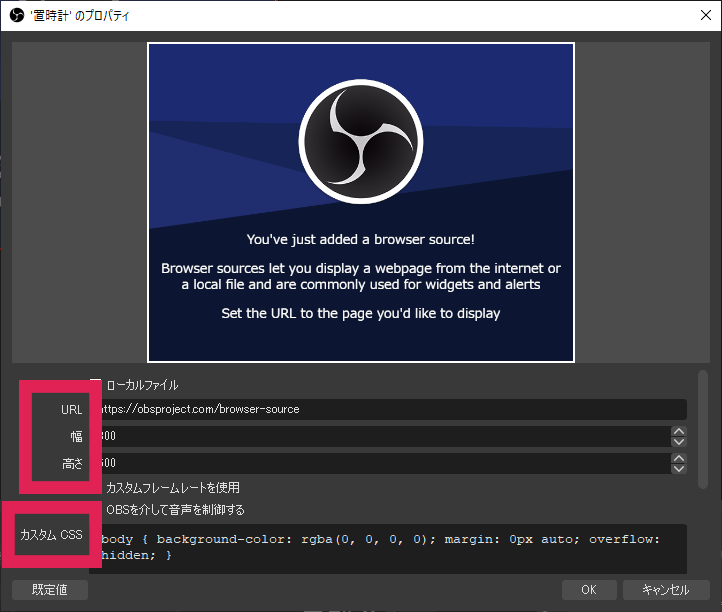 '置時計' のプロパティ
You've just added a browser source!
Browser sources let you display a webpage from the internet or
a local file and are commonly used for widgets and alerts
Set the URL to the page you'd like to display
ローカルファイル
URL
https://obsproject.com/browser-source
幅
800
高さ
600
カスタムフレームレートを使用
OBSを介して音声を制御する
カスタム CSS
body { background-color: rgba(0, 0, 0, 0); margin: 0px auto; overflow:
hidden; }
既定値
OK
キャンセル